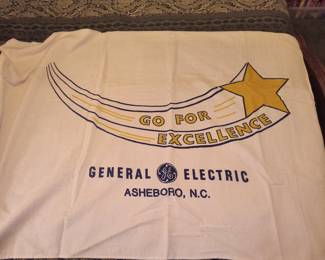 GO FOR
EXCELLENCE
GENERAL GE ELECTRIC
ASHEBORO, N.C.